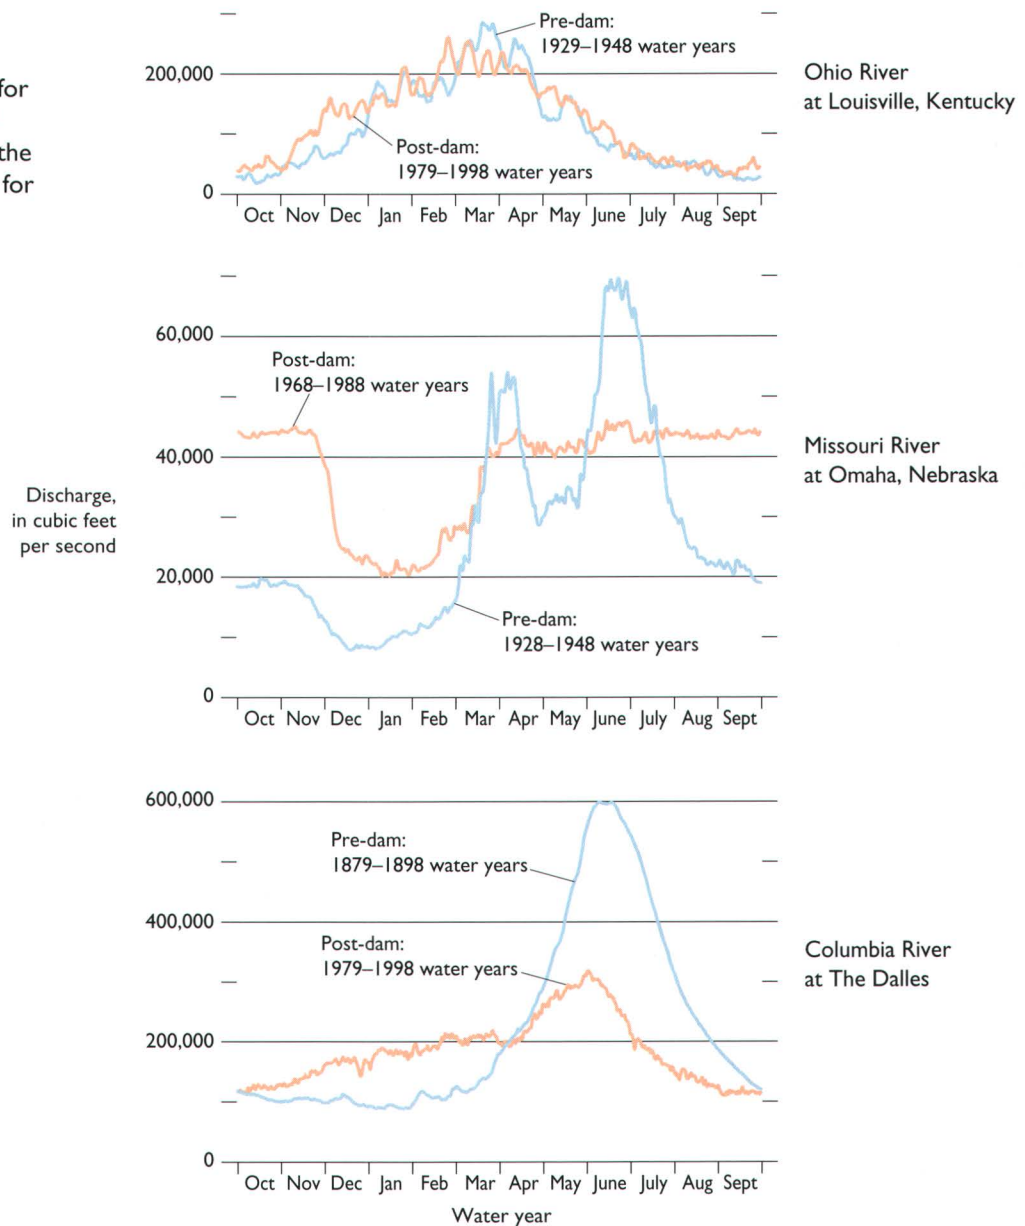 for
the
for
200,000
0
Pre-dam:
1929–1948 water years
Post-dam:
1979–1998 water years
Oct Nov Dec Jan Feb Mar Apr May June July Aug Sept
Ohio River
at Louisville, Kentucky
Discharge,
in cubic feet
per second
60,000
40,000
20,000
0
Post-dam:
1968–1988 water years
Pre-dam:
1928–1948 water years
Oct Nov Dec Jan Feb Mar Apr May June July Aug Sept
Missouri River
at Omaha, Nebraska
600,000
400,000
200,000
0
Pre-dam:
1879–1898 water years
Post-dam:
1979–1998 water years
Oct Nov Dec Jan Feb Mar Apr May June July Aug Sept
Water year
Columbia River
at The Dalles